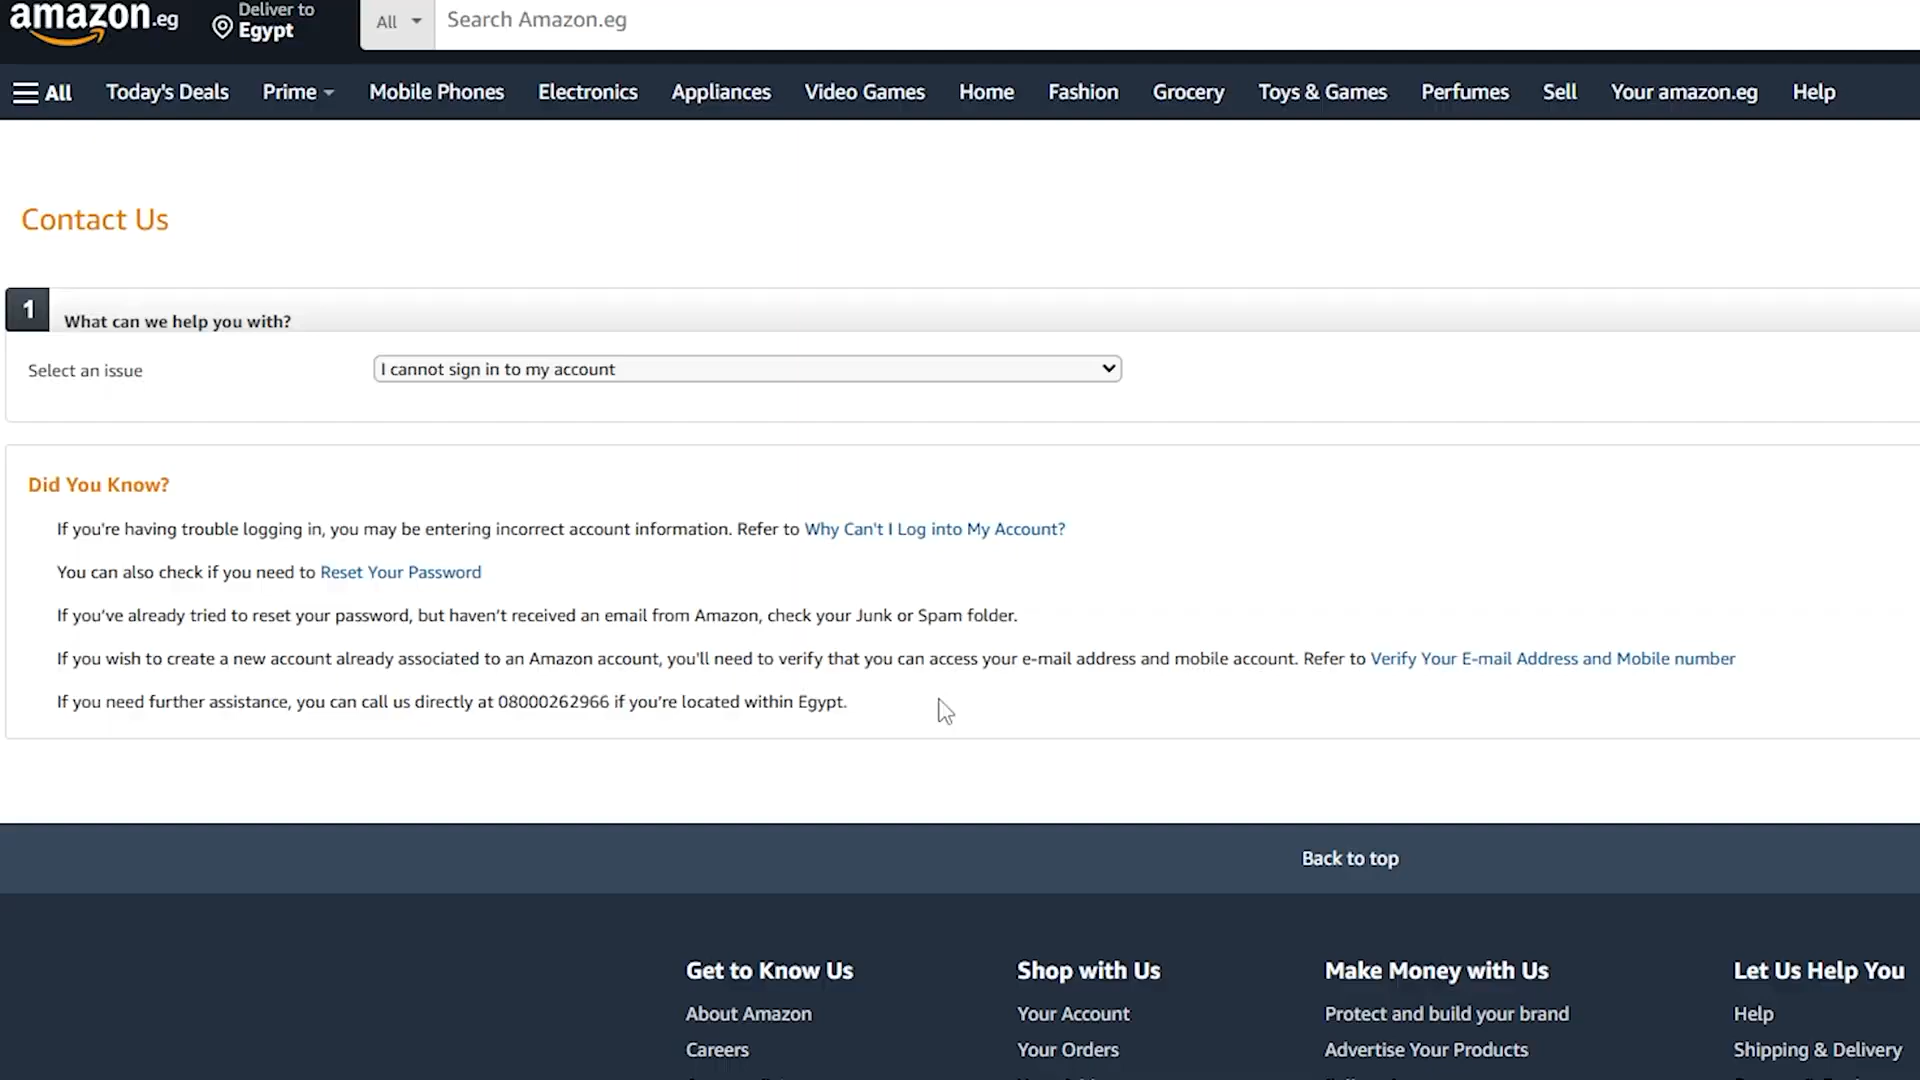 amazon.eg
Deliver to
Egypt
All
Search Amazon.eg
All Today's Deals Prime Mobile Phones Electronics Appliances Video Games Home Fashion Grocery Toys & Games Perfumes Sell Your amazon.eg Help
Contact Us
1 What can we help you with?
Select an issue I cannot sign in to my account
Did You Know?
If you're having trouble logging in, you may be entering incorrect account information. Refer to Why Can't I Log into My Account?
You can also check if you need to Reset Your Password
If you’ve already tried to reset your password, but haven’t received an email from Amazon, check your Junk or Spam folder.
If you wish to create a new account already associated to an Amazon account, you'll need to verify that you can access your e-mail address and mobile account. Refer to Verify Your E-mail Address and Mobile number
If you need further assistance, you can call us directly at 08000262966 if you’re located within Egypt.
Back to top
Get to Know Us Shop with Us Make Money with Us Let Us Help You
About Amazon Your Account Protect and build your brand Help
Careers Your Orders Advertise Your Products Shipping & Delivery